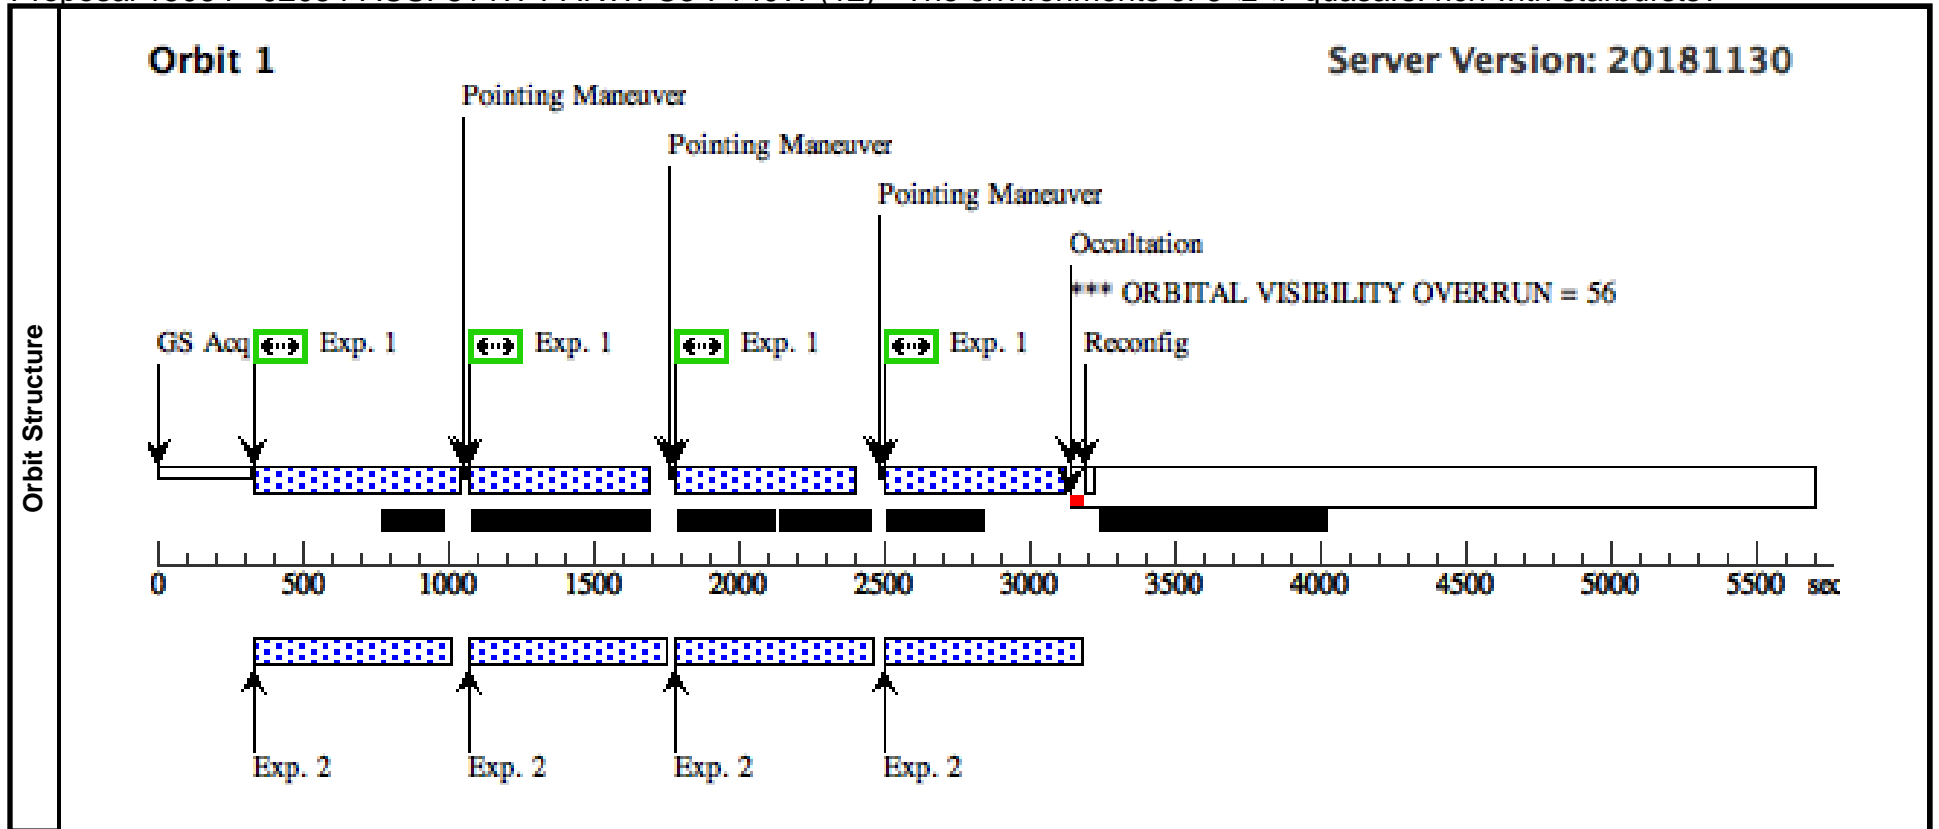 Orbit 1
Server Version: 20181130
Pointing Maneuver
Pointing Maneuver
Pointing Maneuver
Occultation
*** ORBITAL VISIBILITY OVERRUN = 56
GS Acq
Exp. 1
Exp. 1
Exp. 1
Exp. 1
Reconfig
Orbit Structure
0 500 1000 1500 2000 2500 3000 3500 4000 4500 5000 5500 sec
Exp. 2
Exp. 2
Exp. 2
Exp. 2